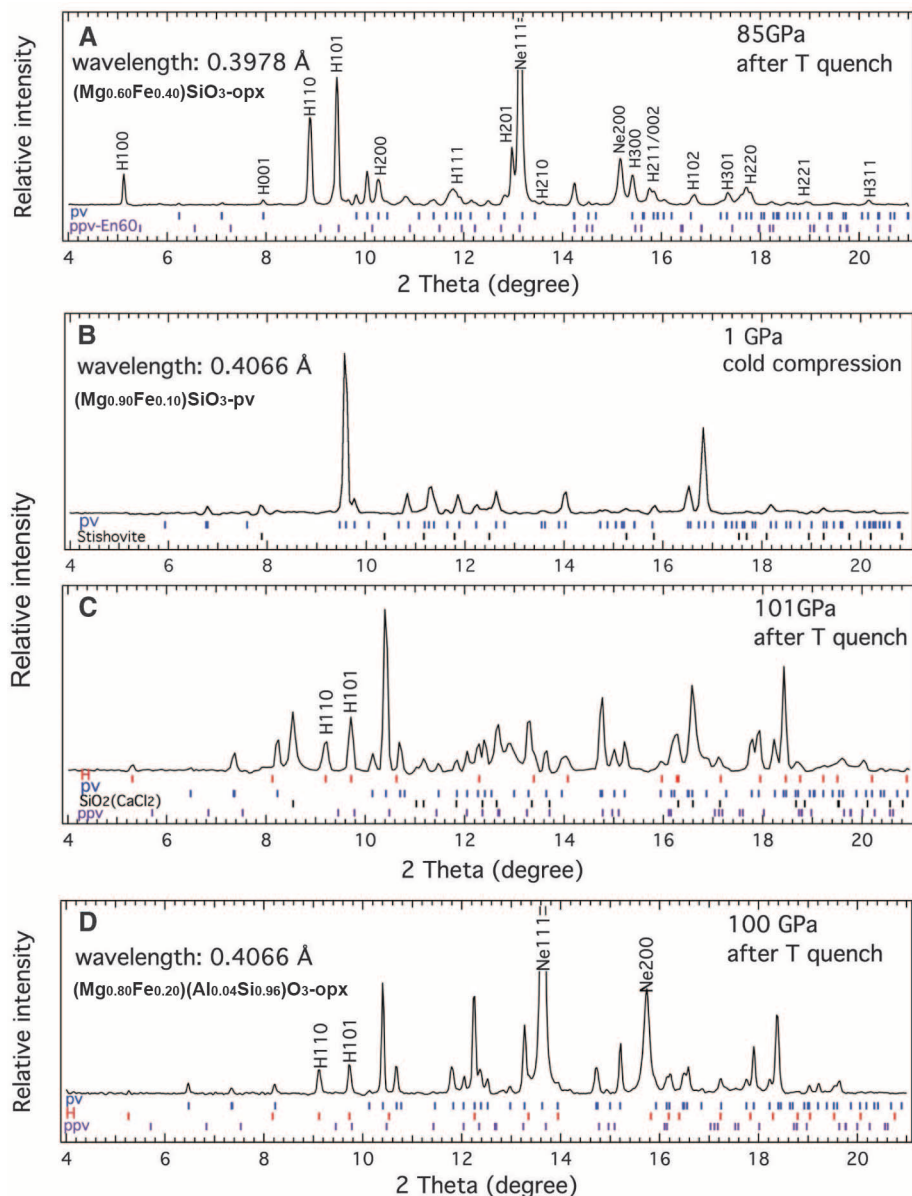 A
85GPa
after T quench
wavelength: 0.3978 Å
(Mg0.60Fe0.40)SiO3-opx
Relative intensity
H100
H001
H110
H101
H200
H111
H201
Ne111=
H210
Ne200
H300
H211/002
H102
H301
H220
H221
H311
pv
ppv-En60
4 6 8 10 12 14 16 18 20
2 Theta (degree)
B
1 GPa
cold compression
wavelength: 0.4066 Å
(Mg0.90Fe0.10)SiO3-pv
pv
Stishovite
4 6 8 10 12 14 16 18 20
2 Theta (degree)
Relative intensity
C
101GPa
after T quench
H110
H101
H
pv
SiO2(CaCl2)
ppv
4 6 8 10 12 14 16 18 20
2 Theta (degree)
D
100 GPa
after T quench
wavelength: 0.4066 Å
(Mg0.80Fe0.20)(Al0.04Si0.96)O3-opx
Relative intensity
H110
H101
Ne111=
Ne200
pv
H
ppv
4 6 8 10 12 14 16 18 20
2 Theta (degree)